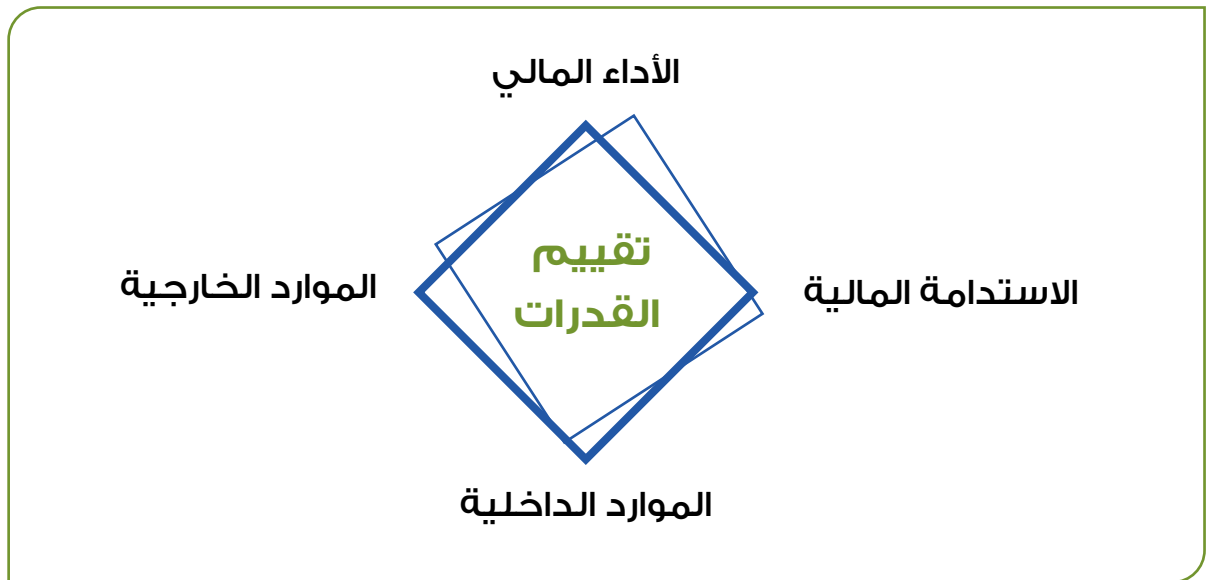 الأداء المالي
الاستدامة المالية
تقييم
القدرات
الموارد الخارجية
الموارد الداخلية